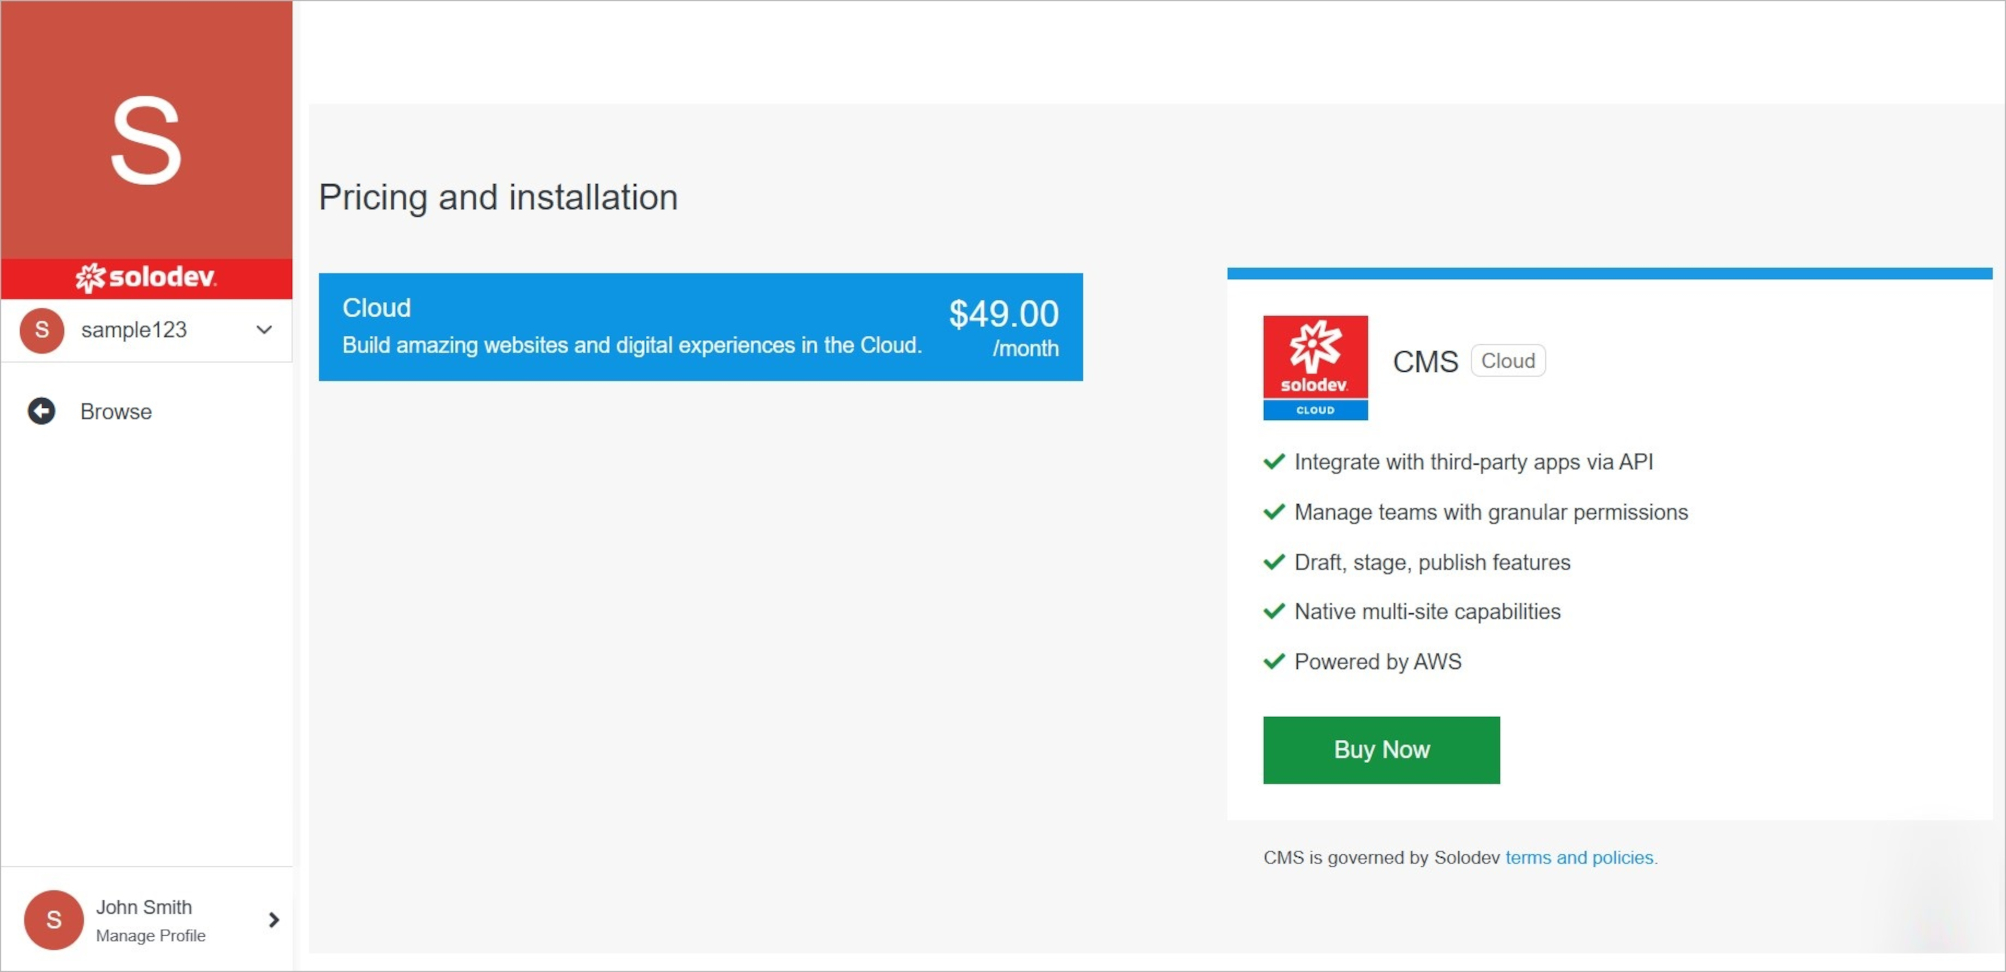 S
solodev
S
sample123
Browse
S
John Smith
Manage Profile
Pricing and installation
Cloud
Build amazing websites and digital experiences in the Cloud.
$49.00
/month
solodev
CLOUD
CMS
Cloud
Integrate with third-party apps via API
Manage teams with granular permissions
Draft, stage, publish features
Native multi-site capabilities
Powered by AWS
Buy Now
CMS is governed by Solodev terms and policies.